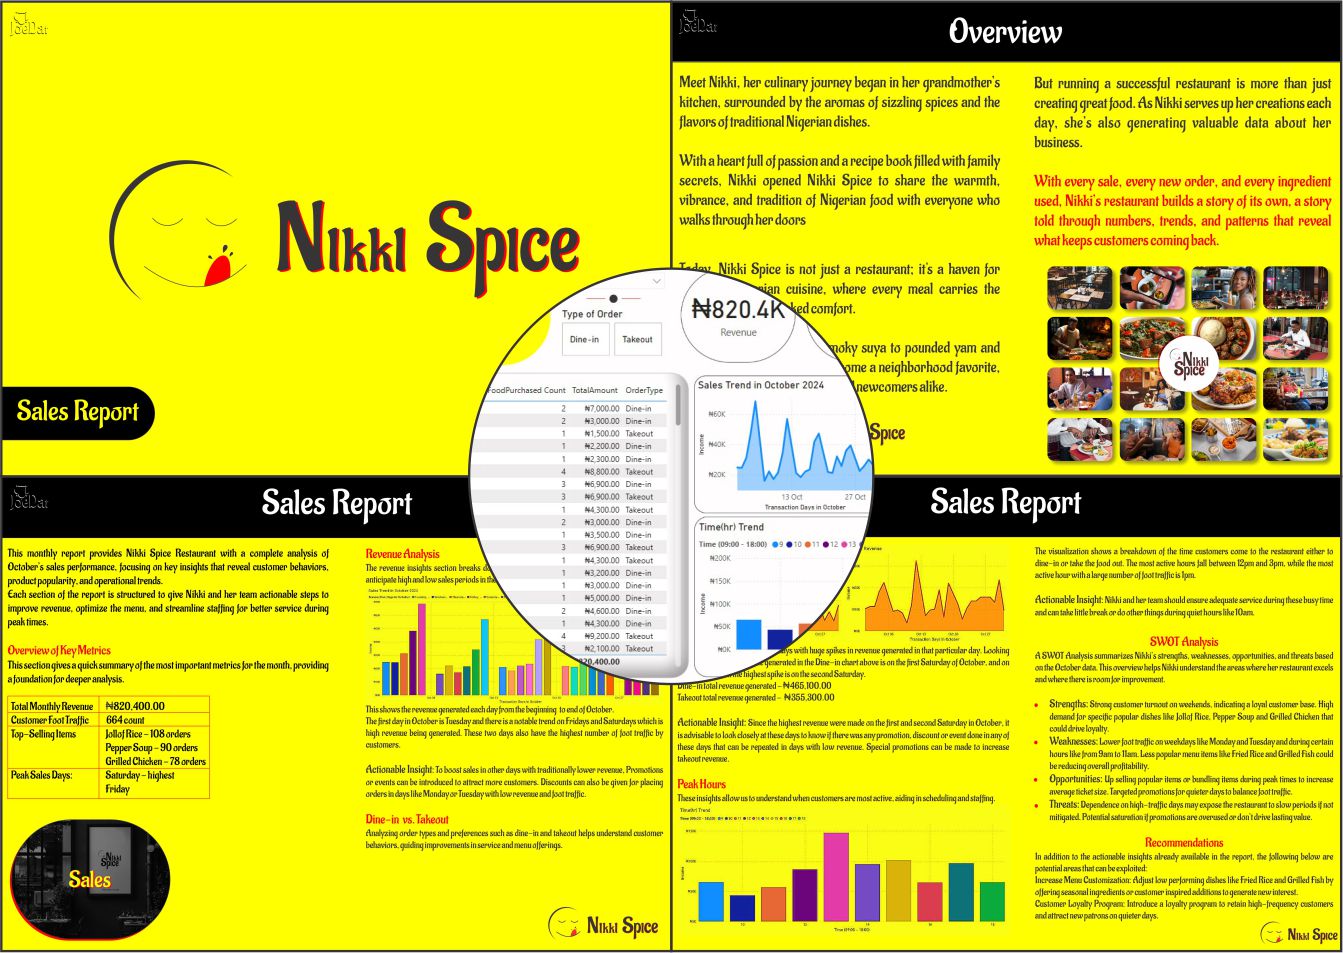 JoeDat
Nikki Spice
Sales Report
JoeDat
Overview
Meet Nikki, her culinary journey began in her grandmother's
kitchen, surrounded by the aromas of sizzling spices and the
flavors of traditional Nigerian dishes.
With a heart full of passion and a recipe book filled with family
secrets, Nikki opened Nikki Spice to share the warmth,
vibrance, and tradition of Nigerian food with everyone who
walks through her doors
Today, Nikki Spice is not just a restaurant; it's a haven for
cuisine, where every meal carries the
comfort.
suya to pounded yam and
a neighborhood favorite,
newcomers alike.
Spice
But running a successful restaurant is more than just
creating great food. As Nikki serves up her creations each
day, she's also generating valuable data about her
business.
With every sale, every new order, and every ingredient
used, Nikki's restaurant builds a story of its own, a story
told through numbers, trends, and patterns that reveal
what keeps customers coming back.
Nikki
Spice
Type of Order
Dine-in Takeout
₦820.4K
Revenue
FoodPurchased Count TotalAmount OrderType
2 ₦7,000.00 Dine-in
2 ₦3,000.00 Dine-in
1 ₦1,500.00 Takeout
1 ₦2,200.00 Dine-in
1 ₦2,300.00 Dine-in
4 ₦8,800.00 Takeout
3 ₦6,900.00 Dine-in
3 ₦6,900.00 Takeout
1 ₦4,300.00 Takeout
2 ₦3,000.00 Dine-in
1 ₦3,500.00 Dine-in
3 ₦6,900.00 Takeout
1 ₦4,300.00 Takeout
1 ₦3,200.00 Dine-in
1 ₦3,000.00 Dine-in
1 ₦5,000.00 Takeout
2 ₦4,600.00 Dine-in
1 ₦4,300.00 Dine-in
4 ₦9,200.00 Takeout
3 ₦2,100.00 Takeout
820,400.00
Sales Trend in October 2024
₦60K
₦40K
₦20K
Income
13 Oct 27 Oct
Transaction Days in October
Time(hr) Trend
Time (09:00 - 18:00) 9 10 11 12 13
₦200K
₦150K
₦100K
₦50K
₦0K
Income
JoeDat
Sales Report
This monthly report provides Nikki Spice Restaurant with a complete analysis of
October's sales performance, focusing on key insights that reveal customer behaviors,
product popularity, and operational trends.
Each section of the report is structured to give Nikki and her team actionable steps to
improve revenue, optimize the menu, and streamline staffing for better service during
peak times.
Overview of Key Metrics
This section gives a quick summary of the most important metrics for the month, providing
a foundation for deeper analysis.
Total Monthly Revenue ₦820,400.00
Customer Foot Traffic 664 count
Top-Selling Items Jollof Rice – 108 orders
Pepper Soup – 90 orders
Grilled Chicken – 78 orders
Peak Sales Days: Saturday – highest
Friday
Nikki
Spice
Sales
Revenue Analysis
The revenue insights section breaks
anticipate high and low sales periods in the
Sales Trend in October 2024
Transaction Days in October
This shows the revenue generated each day from the beginning to end of October.
The first day in October is Tuesday and there is a notable trend on Fridays and Saturdays which is
high revenue being generated. These two days also have the highest number of foot traffic by
customers.
Actionable Insight: To boost sales in other days with traditionally lower revenue, Promotions
or events can be introduced to attract more customers. Discounts can also be given for placing
orders in days like Monday or Tuesday with low revenue and foot traffic.
Dine-in vs. Takeout
Analyzing order types and preferences such as dine-in and takeout helps understand customer
behaviors, guiding improvements in service and menu offerings.
Nikki Spice
Sales Report
Revenue
Transaction Days in October
with huge spikes in revenue generated in that particular day. Looking
generated in the Dine-in chart above is on the first Saturday of October, and on
highest spike is on the second Saturday.
Dine-in total revenue generated – ₦465,100.00
Takeout total revenue generated – ₦355,300.00
Actionable Insight: Since the highest revenue were made on the first and second Saturday in October, it
is advisable to look closely at these days to know if there was any promotion, discount or event done in any of
these days that can be repeated in days with low revenue. Special promotions can be made to increase
takeout revenue.
Peak Hours
These insights allow us to understand when customers are most active, aiding in scheduling and staffing.
Time(hr) Trend
Time (09:00 - 18:00)
The visualization shows a breakdown of the time customers come to the restaurant either to
dine-in or take the food out. The most active hours fall between 12pm and 3pm, while the most
active hour with a large number of foot traffic is 1pm.
Actionable Insight: Nikki and her team should ensure adequate service during these busy time
and can take little break or do other things during quiet hours like 10am.
SWOT Analysis
A SWOT Analysis summarizes Nikki's strengths, weaknesses, opportunities, and threats based
on the October data. This overview helps Nikki understand the areas where her restaurant excels
and where there is room for improvement.
• Strengths: Strong customer turnout on weekends, indicating a loyal customer base. High
demand for specific popular dishes like Jollof Rice, Pepper Soup and Grilled Chicken that
could drive loyalty.
• Weaknesses: Lower foot traffic on weekdays like Monday and Tuesday and during certain
hours like from 9am to 11am. Less popular menu items like Fried Rice and Grilled Fish could
be reducing overall profitability.
• Opportunities: Up selling popular items or bundling items during peak times to increase
average ticket size. Targeted promotions for quieter days to balance foot traffic.
• Threats: Dependence on high-traffic days may expose the restaurant to slow periods if not
mitigated. Potential saturation if promotions are overused or don't drive lasting value.
Recommendations
In addition to the actionable insights already available in the report, the following below are
potential areas that can be exploited:
Increase Menu Customization: Adjust low performing dishes like Fried Rice and Grilled Fish by
offering seasonal ingredients or customer inspired additions to generate new interest.
Customer Loyalty Program: Introduce a loyalty program to retain high-frequency customers
and attract new patrons on quieter days.
Nikki Spice